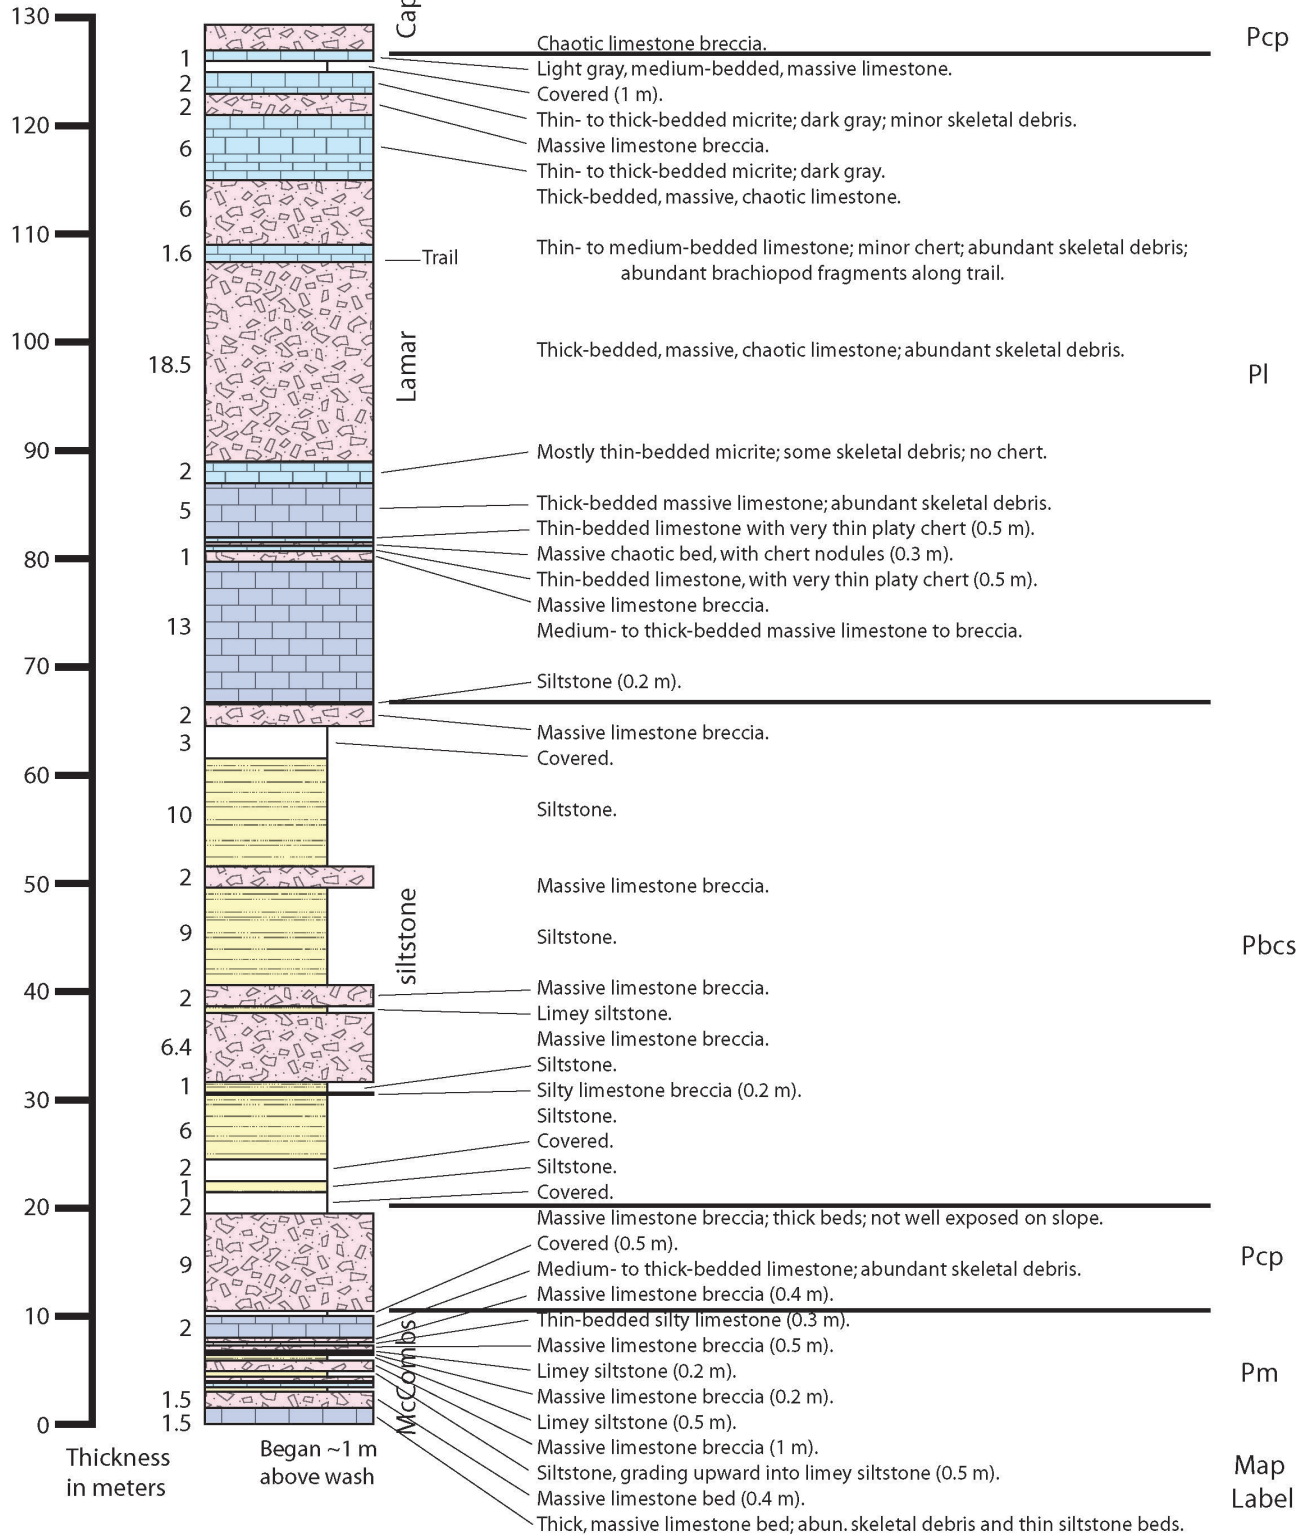 130
120
110
100
90
80
70
60
50
40
30
20
10
0
Thickness
in meters
1
2
2
6
6
1.6
18.5
2
5
1
13
2
3
10
2
9
2
6.4
1
6
2
1
2
9
2
1.5
1.5
Began ~1 m
above wash
Cap
Trail
Lamar
siltstone
McCombs
Chaotic limestone breccia.
Light gray, medium-bedded, massive limestone.
Covered (1 m).
Thin- to thick-bedded micrite; dark gray; minor skeletal debris.
Massive limestone breccia.
Thin- to thick-bedded micrite; dark gray.
Thick-bedded, massive, chaotic limestone.
Thin- to medium-bedded limestone; minor chert; abundant skeletal debris;
abundant brachiopod fragments along trail.
Thick-bedded, massive, chaotic limestone; abundant skeletal debris.
Mostly thin-bedded micrite; some skeletal debris; no chert.
Thick-bedded massive limestone; abundant skeletal debris.
Thin-bedded limestone with very thin platy chert (0.5 m).
Massive chaotic bed, with chert nodules (0.3 m).
Thin-bedded limestone, with very thin platy chert (0.5 m).
Massive limestone breccia.
Medium- to thick-bedded massive limestone to breccia.
Siltstone (0.2 m).
Massive limestone breccia.
Covered.
Siltstone.
Massive limestone breccia.
Siltstone.
Massive limestone breccia.
Limey siltstone.
Massive limestone breccia.
Siltstone.
Silty limestone breccia (0.2 m).
Siltstone.
Covered.
Siltstone.
Covered.
Massive limestone breccia; thick beds; not well exposed on slope.
Covered (0.5 m).
Medium- to thick-bedded limestone; abundant skeletal debris.
Massive limestone breccia (0.4 m).
Thin-bedded silty limestone (0.3 m).
Massive limestone breccia (0.5 m).
Limey siltstone (0.2 m).
Massive limestone breccia (0.2 m).
Limey siltstone (0.5 m).
Massive limestone breccia (1 m).
Siltstone, grading upward into limey siltstone (0.5 m).
Massive limestone bed (0.4 m).
Thick, massive limestone bed; abun. skeletal debris and thin siltstone beds.
Pcp
Pl
Pbcs
Pcp
Pm
Map
Label